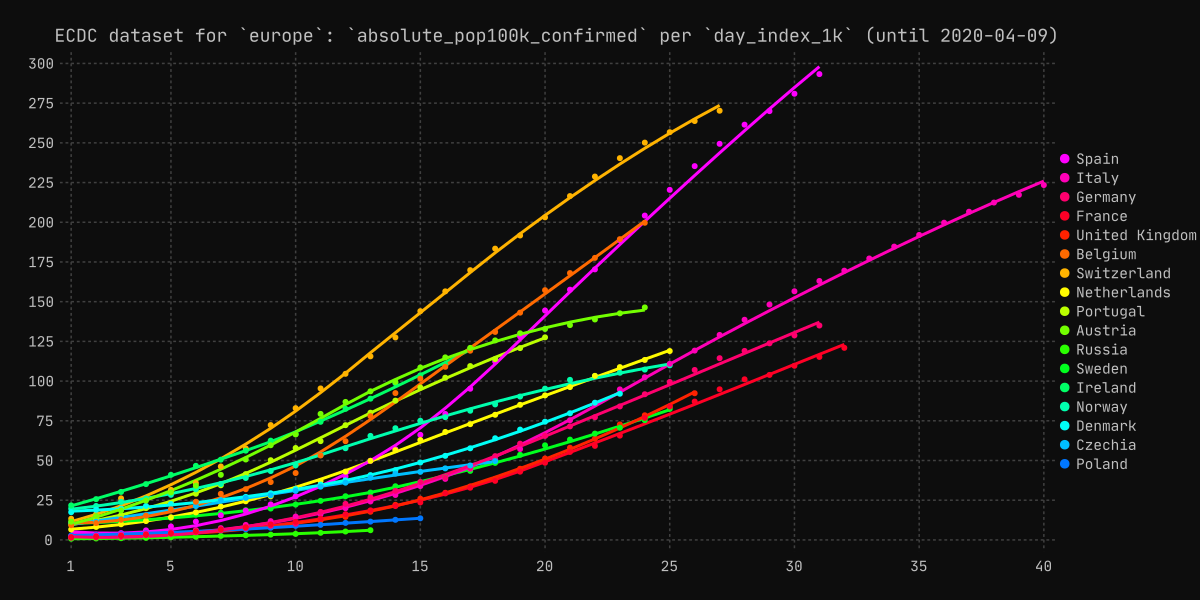 ECDC dataset for `europe`: `absolute_pop100k_confirmed` per `day_index_1k` (until 2020-04-09)
300
275
250
225
200
175
150
125
100
75
50
25
0
1 5 10 15 20 25 30 35 40
Spain
Italy
Germany
France
United Kingdom
Belgium
Switzerland
Netherlands
Portugal
Austria
Russia
Sweden
Ireland
Norway
Denmark
Czechia
Poland